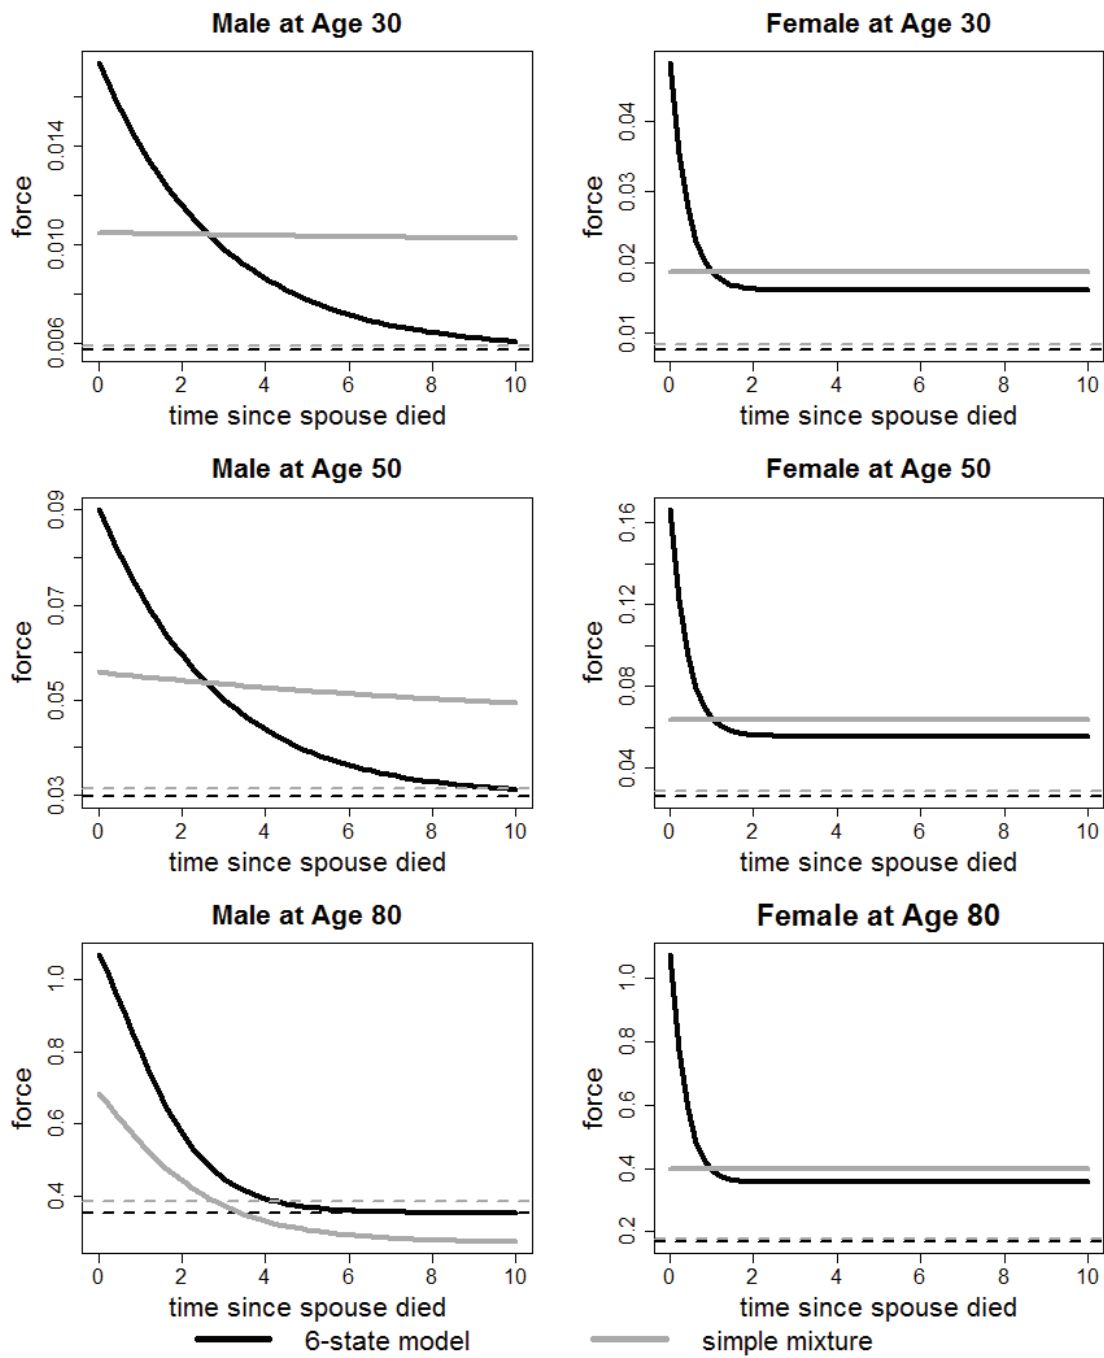 Male at Age 30
Female at Age 30
0.014
0.010
0.006
force
0 2 4 6 8 10
time since spouse died
0.04
0.03
0.02
0.01
force
0 2 4 6 8 10
time since spouse died
Male at Age 50
Female at Age 50
0.09
0.07
0.05
0.03
force
0 2 4 6 8 10
time since spouse died
0.16
0.12
0.08
0.04
force
0 2 4 6 8 10
time since spouse died
Male at Age 80
Female at Age 80
1.0
0.8
0.6
0.4
force
0 2 4 6 8 10
time since spouse died
1.0
0.8
0.6
0.4
0.2
force
0 2 4 6 8 10
time since spouse died
6-state model
simple mixture